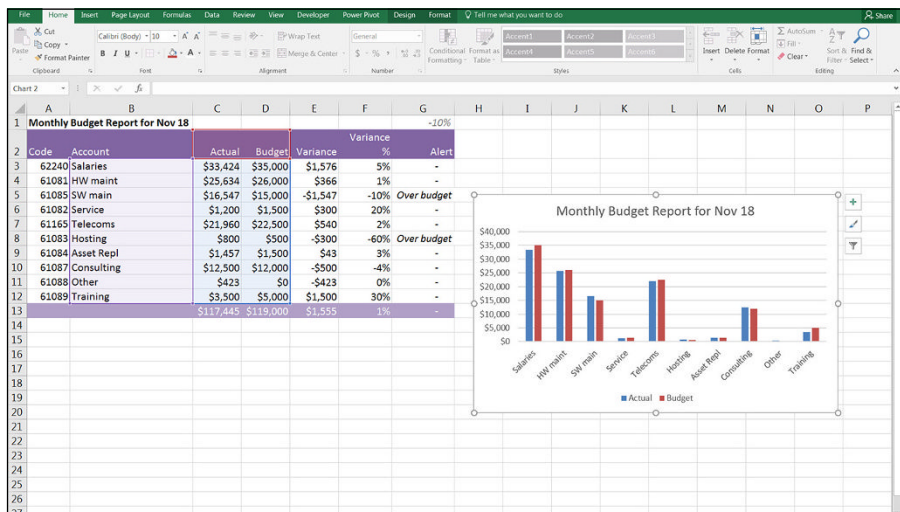 File Home Insert Page Layout Formulas Data Review View Developer Power Pivot Design Format Tell me what you want to do Share
Cut
Copy
Format Painter
Paste
Calibri (Body) 10 A A
B I U A
Wrap Text
Merge & Center
General
$ % ,
Conditional Formatting
Format as Table
Accent1 Accent2 Accent3
Accent4 Accent5 Accent6
Insert Delete Format
AutoSum
Fill
Clear
Sort & Filter
Find & Select
Clipboard Font Alignment Number Styles Cells Editing
Chart 2 fx
A B C D E F G H I J K L M N O P
1 Monthly Budget Report for Nov 18 -10%
Variance
2 Code Account Actual Budget Variance % Alert
3 62240 Salaries $33,424 $35,000 $1,576 5% -
4 61081 HW maint $25,634 $26,000 $366 1% -
5 61085 SW main $16,547 $15,000 -$1,547 -10% Over budget
6 61082 Service $1,200 $1,500 $300 20% -
7 61165 Telecoms $21,960 $22,500 $540 2% -
8 61083 Hosting $800 $500 -$300 -60% Over budget
9 61084 Asset Repl $1,457 $1,500 $43 3% -
10 61087 Consulting $12,500 $12,000 -$500 -4% -
11 61088 Other $423 $0 -$423 0% -
12 61089 Training $3,500 $5,000 $1,500 30% -
13 $117,445 $119,000 $1,555 1% -
14
15
16
17
18
19
20
21
22
23
24
25
26
27
Monthly Budget Report for Nov 18
$40,000
$35,000
$30,000
$25,000
$20,000
$15,000
$10,000
$5,000
$0
Salaries HW maint SW main Service Telecoms Hosting Asset Repl Consulting Other Training
Actual Budget